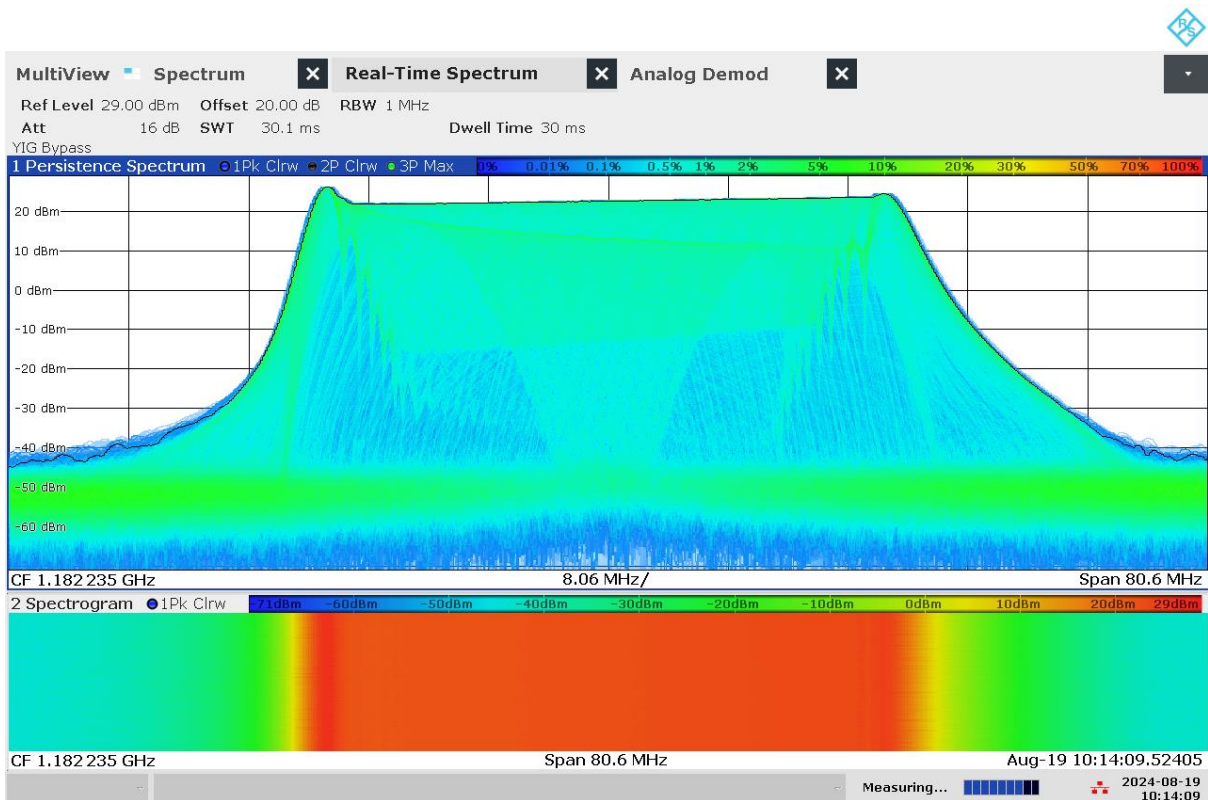 R S
MultiView Spectrum X Real-Time Spectrum X Analog Demod X
Ref Level 29.00 dBm Offset 20.00 dB RBW 1 MHz
Att 16 dB SWT 30.1 ms Dwell Time 30 ms
YIG Bypass
1 Persistence Spectrum 1Pk Clrw 2P Clrw 3P Max 0% 0.01% 0.1% 0.5% 1% 2% 5% 10% 20% 30% 50% 70% 100%
20 dBm
10 dBm
0 dBm
-10 dBm
-20 dBm
-30 dBm
-40 dBm
-50 dBm
-60 dBm
CF 1.182235 GHz 8.06 MHz/ Span 80.6 MHz
2 Spectrogram 1Pk Clrw -71dBm -60dBm -50dBm -40dBm -30dBm -20dBm -10dBm 0dBm 10dBm 20dBm 29dBm
CF 1.182235 GHz Span 80.6 MHz Aug-19 10:14:09.52405
Measuring... 2024-08-19
10:14:09